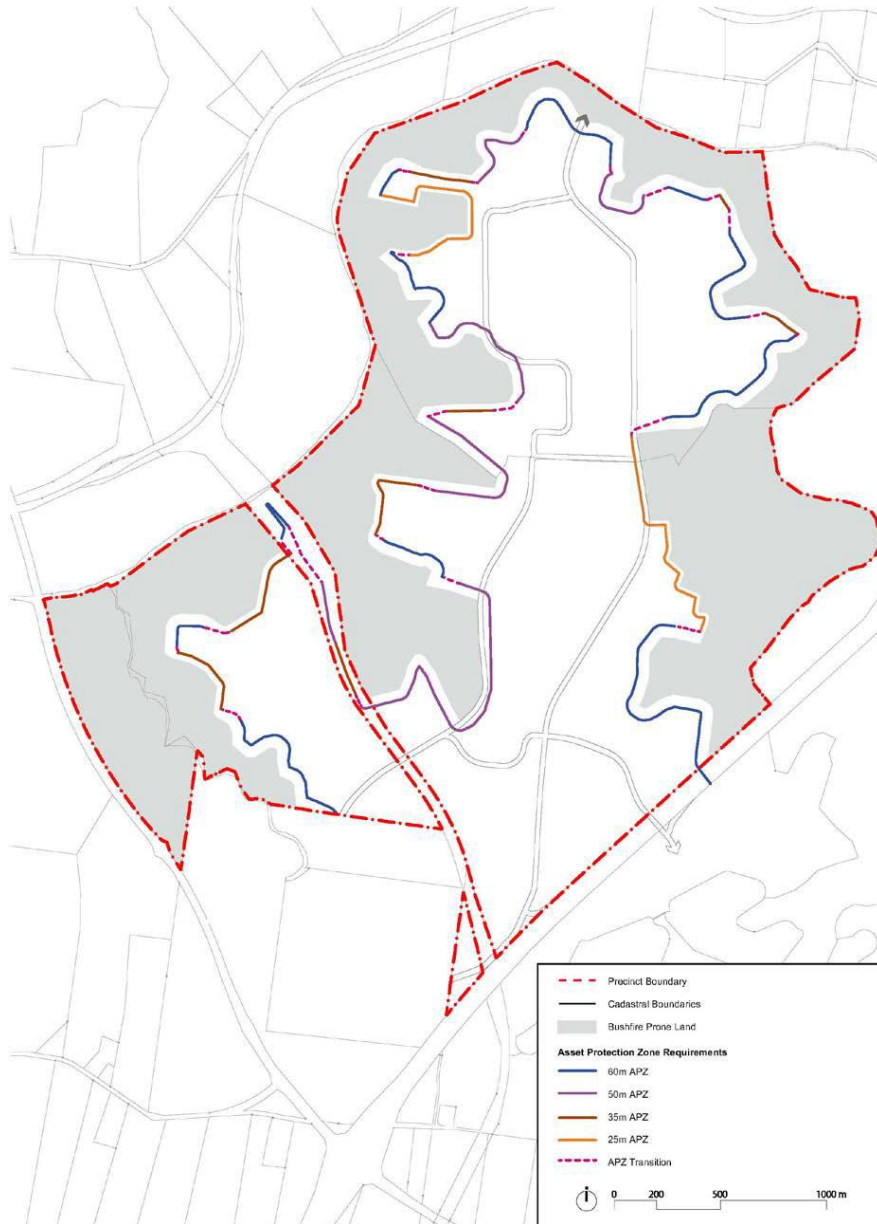 Precinct Boundary
Cadastral Boundaries
Bushfire Prone Land
Asset Protection Zone Requirements
60m APZ
50m APZ
35m APZ
25m APZ
APZ Transition
0 200 500 1000 m